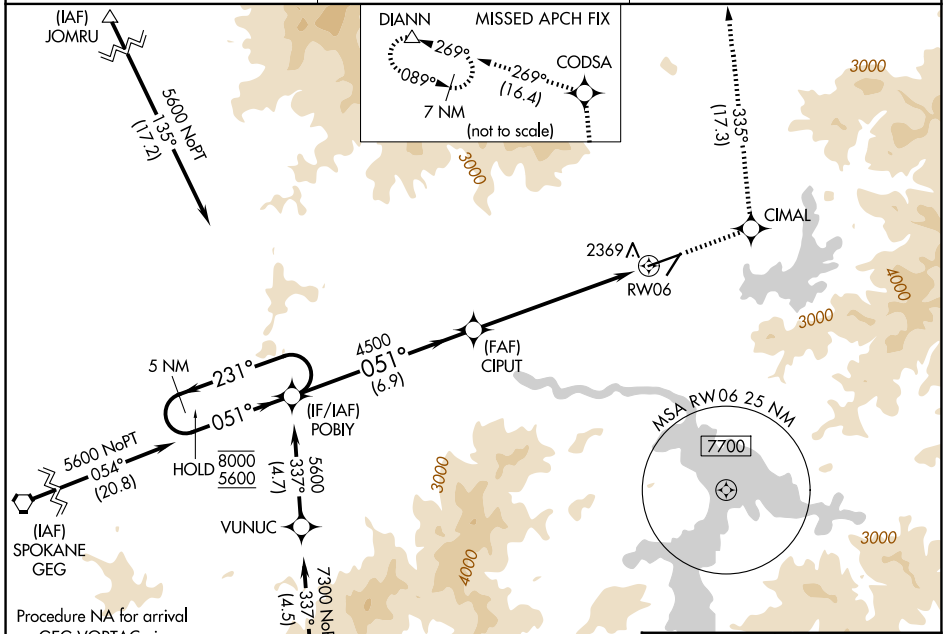 (IAF)
JOMRU
5600 NoPT
135°
(17.2)
DIANN
MISSED APCH FIX
269°
089°
7 NM
269°
(16.4)
CODSA
(not to scale)
3000
3000
335°
(17.3)
CIMAL
2369
RW06
4000
3000
4500
051°
(6.9)
(FAF)
CIPUT
5 NM
231°
051°
(IF/IAF)
POBIY
HOLD
8000
5600
5600 NoPT
054°
(20.8)
(IAF)
SPOKANE
GEG
5600
337°
(4.7)
VUNUC
337°
(4.5)
3000
4000
MSA RW06 25 NM
7700
3000
Procedure NA for arrival